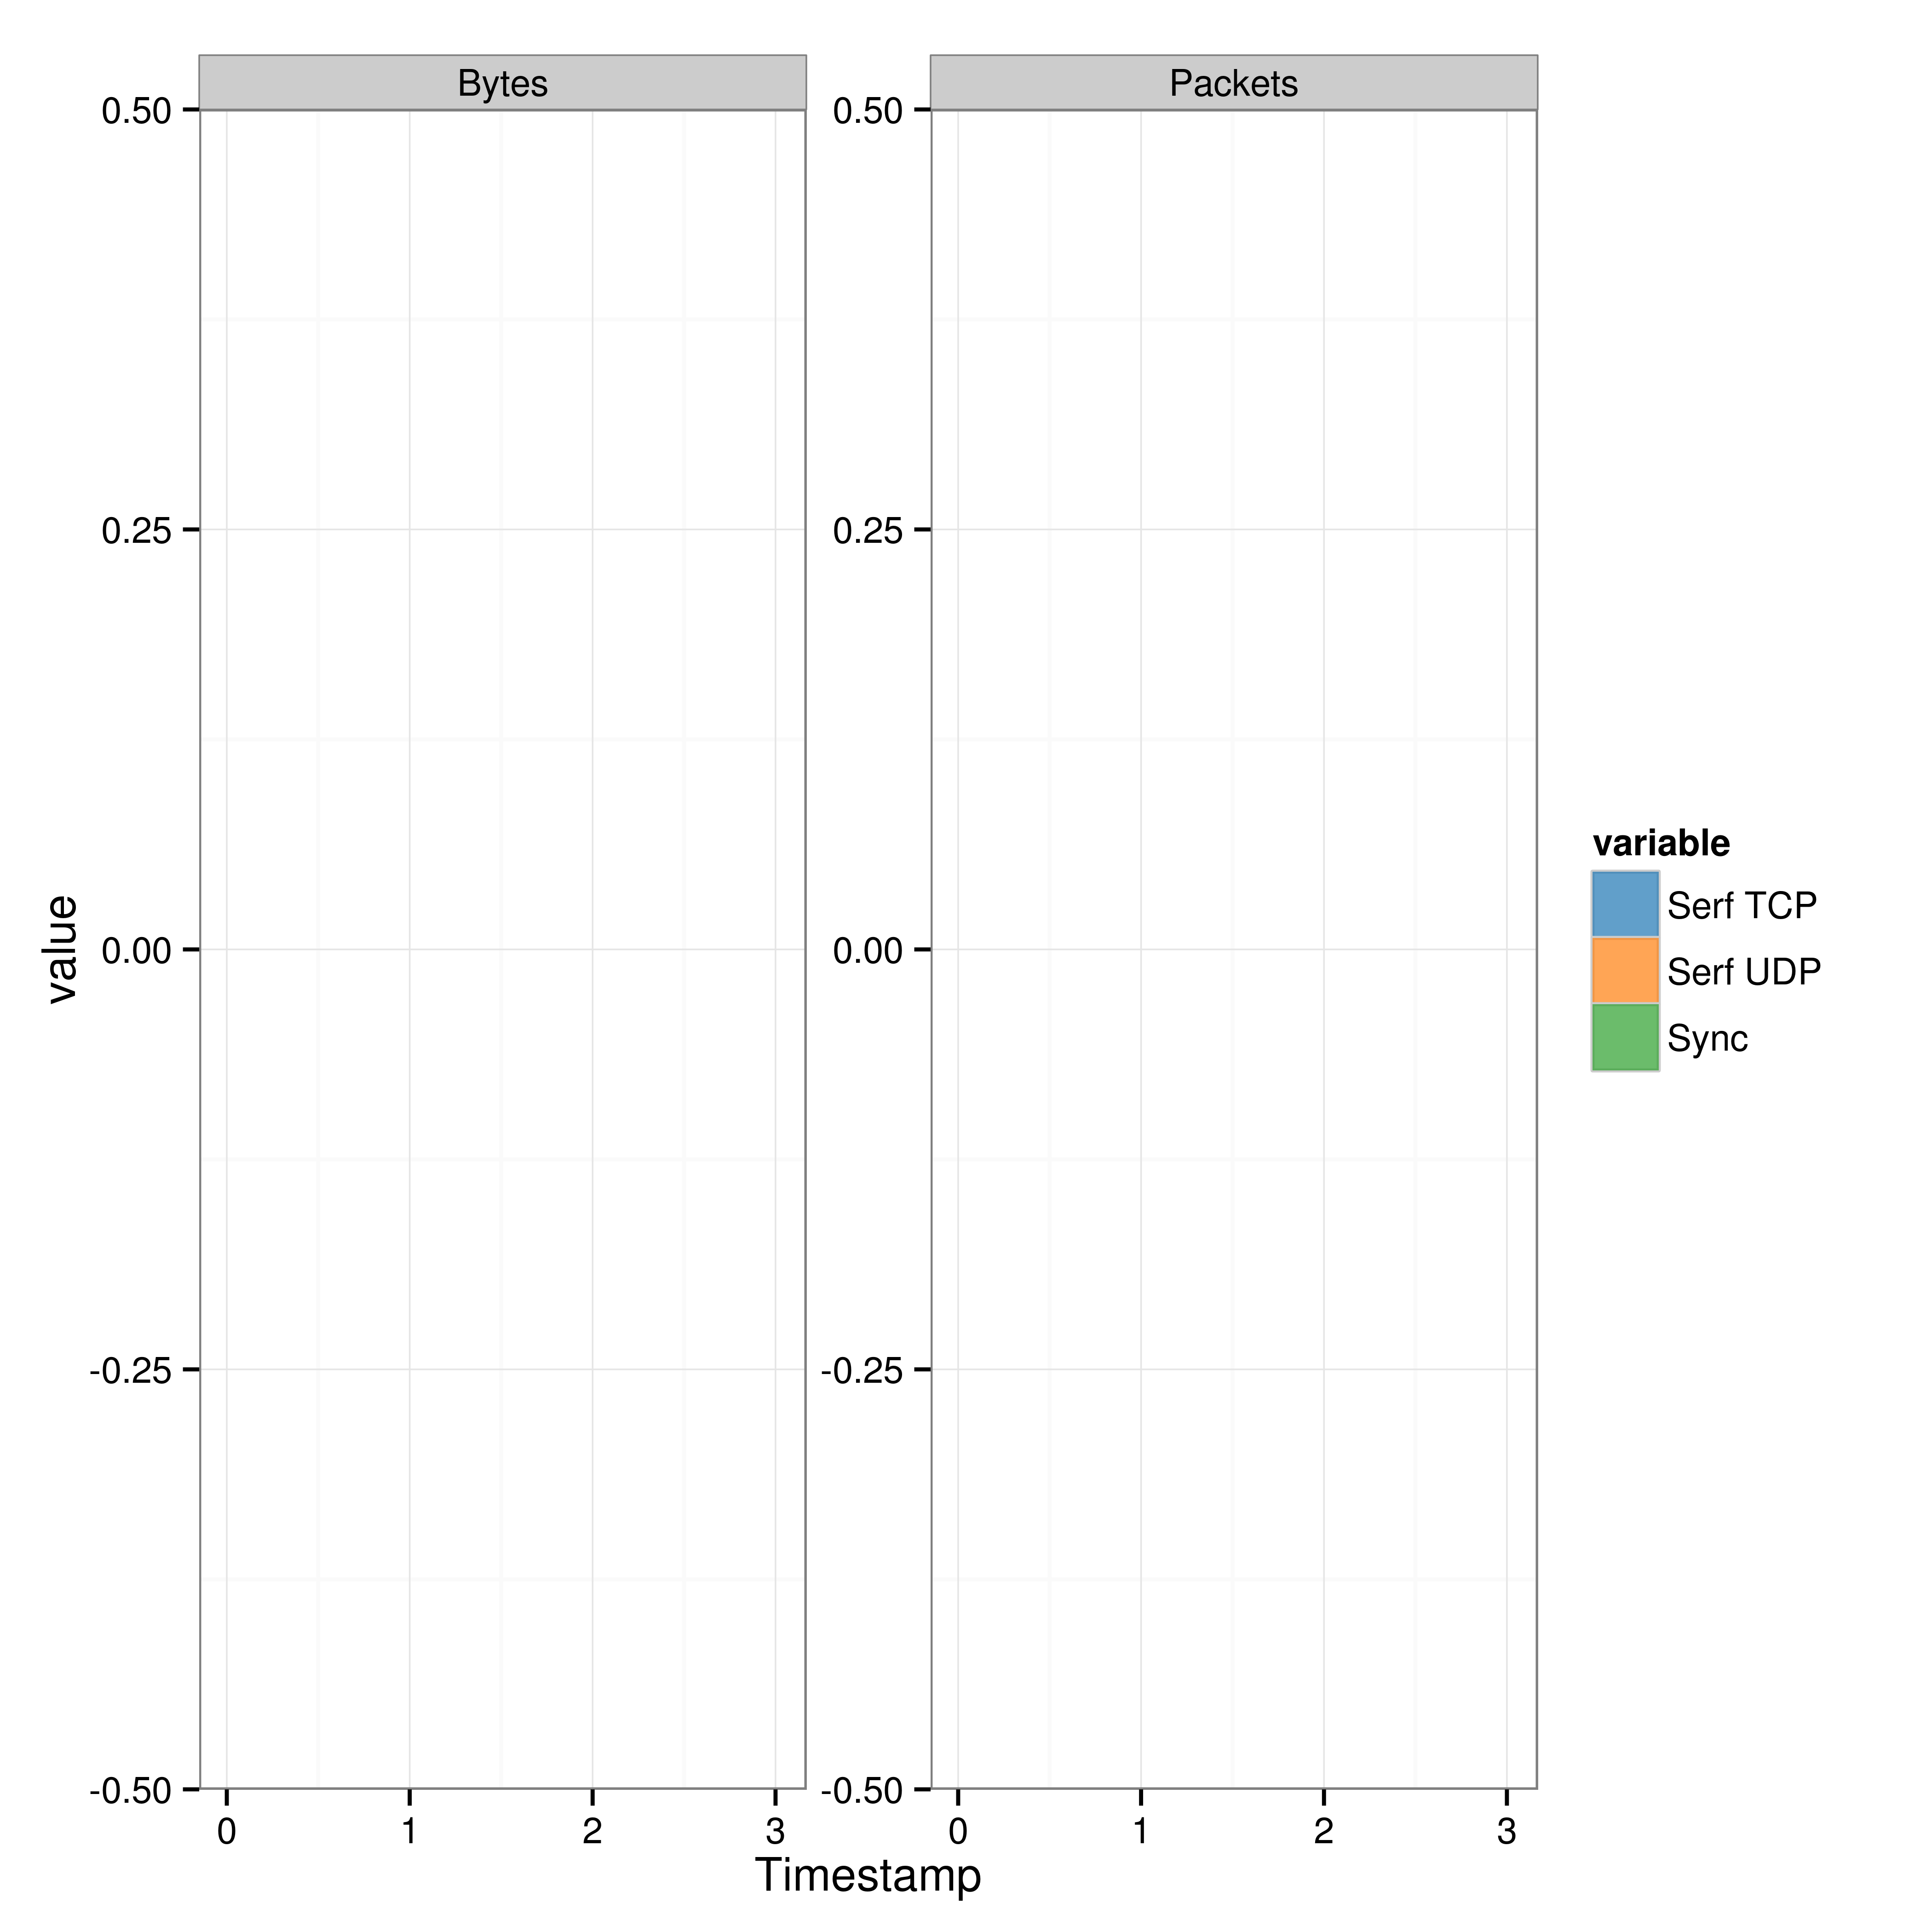 Bytes
Packets
0.50
0.25
0.00
-0.25
-0.50
0.50
0.25
0.00
-0.25
-0.50
value
0 1 2 3
0 1 2 3
Timestamp
variable
Serf TCP
Serf UDP
Sync